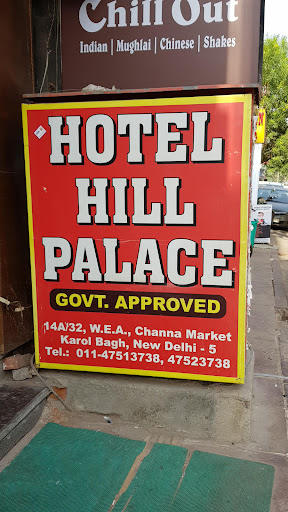 Chill Out
Indian | Mughlai | Chinese | Shakes
HOTEL
HILL
PALACE
GOVT. APPROVED
14A/32, W.E.A., Channa Market
Karol Bagh, New Delhi - 5
Tel.: 011-47513738, 47523738